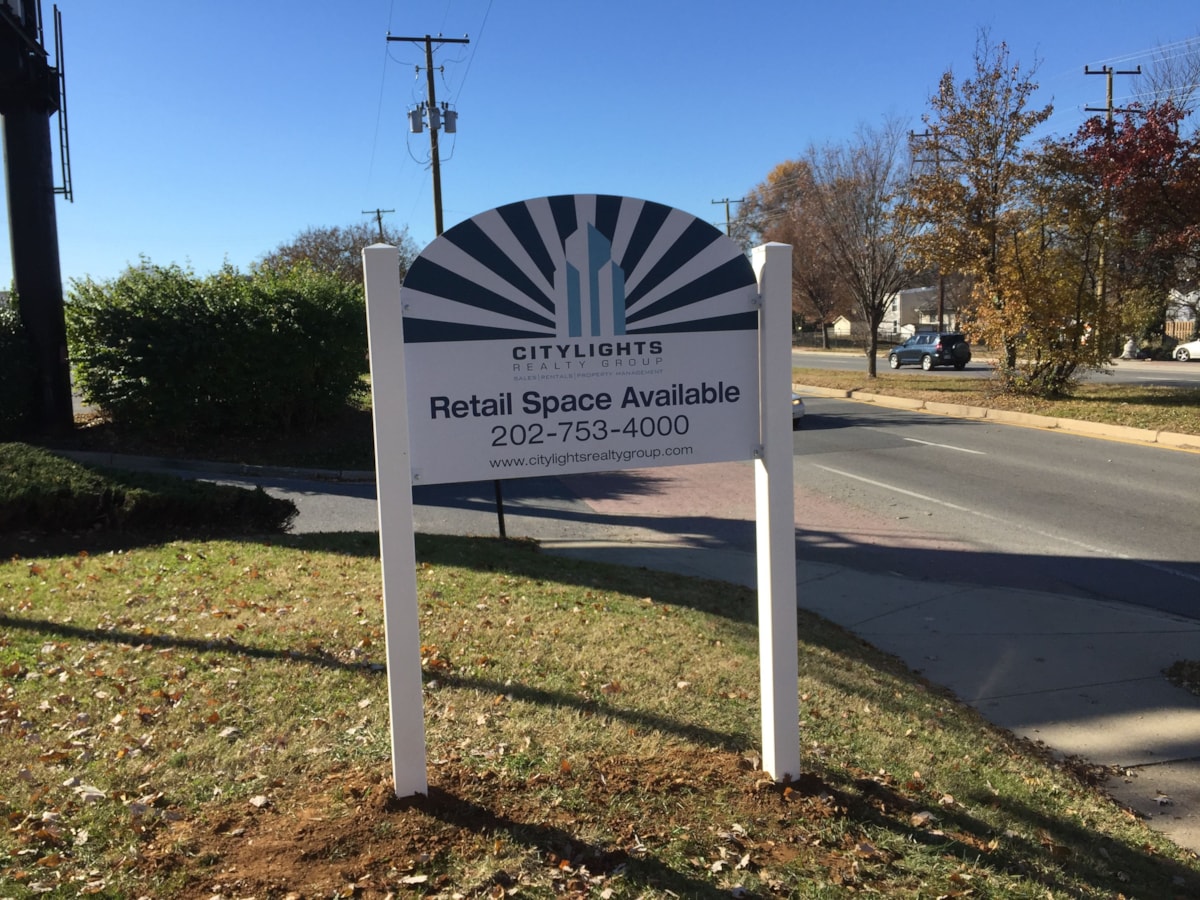 CITYLIGHTS
REALTY GROUP
SALES|RENTALS|PROPERTY MANAGEMENT
Retail Space Available
202-753-4000
www.citylightsrealtygroup.com